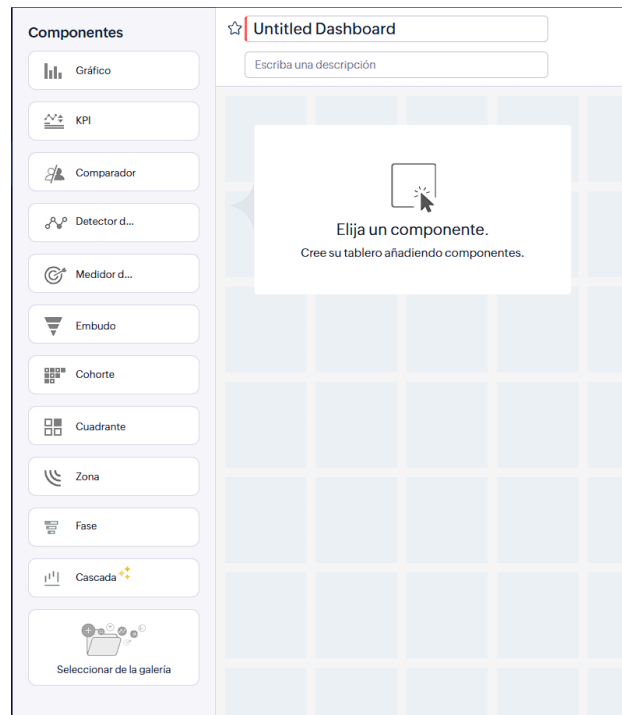 Componentes
Gráfico
KPI
Comparador
Detector d...
Medidor d...
Embudo
Cohorte
Cuadrante
Zona
Fase
Cascada
Seleccionar de la galería
Untitled Dashboard
Escriba una descripción
Elija un componente.
Cree su tablero añadiendo componentes.